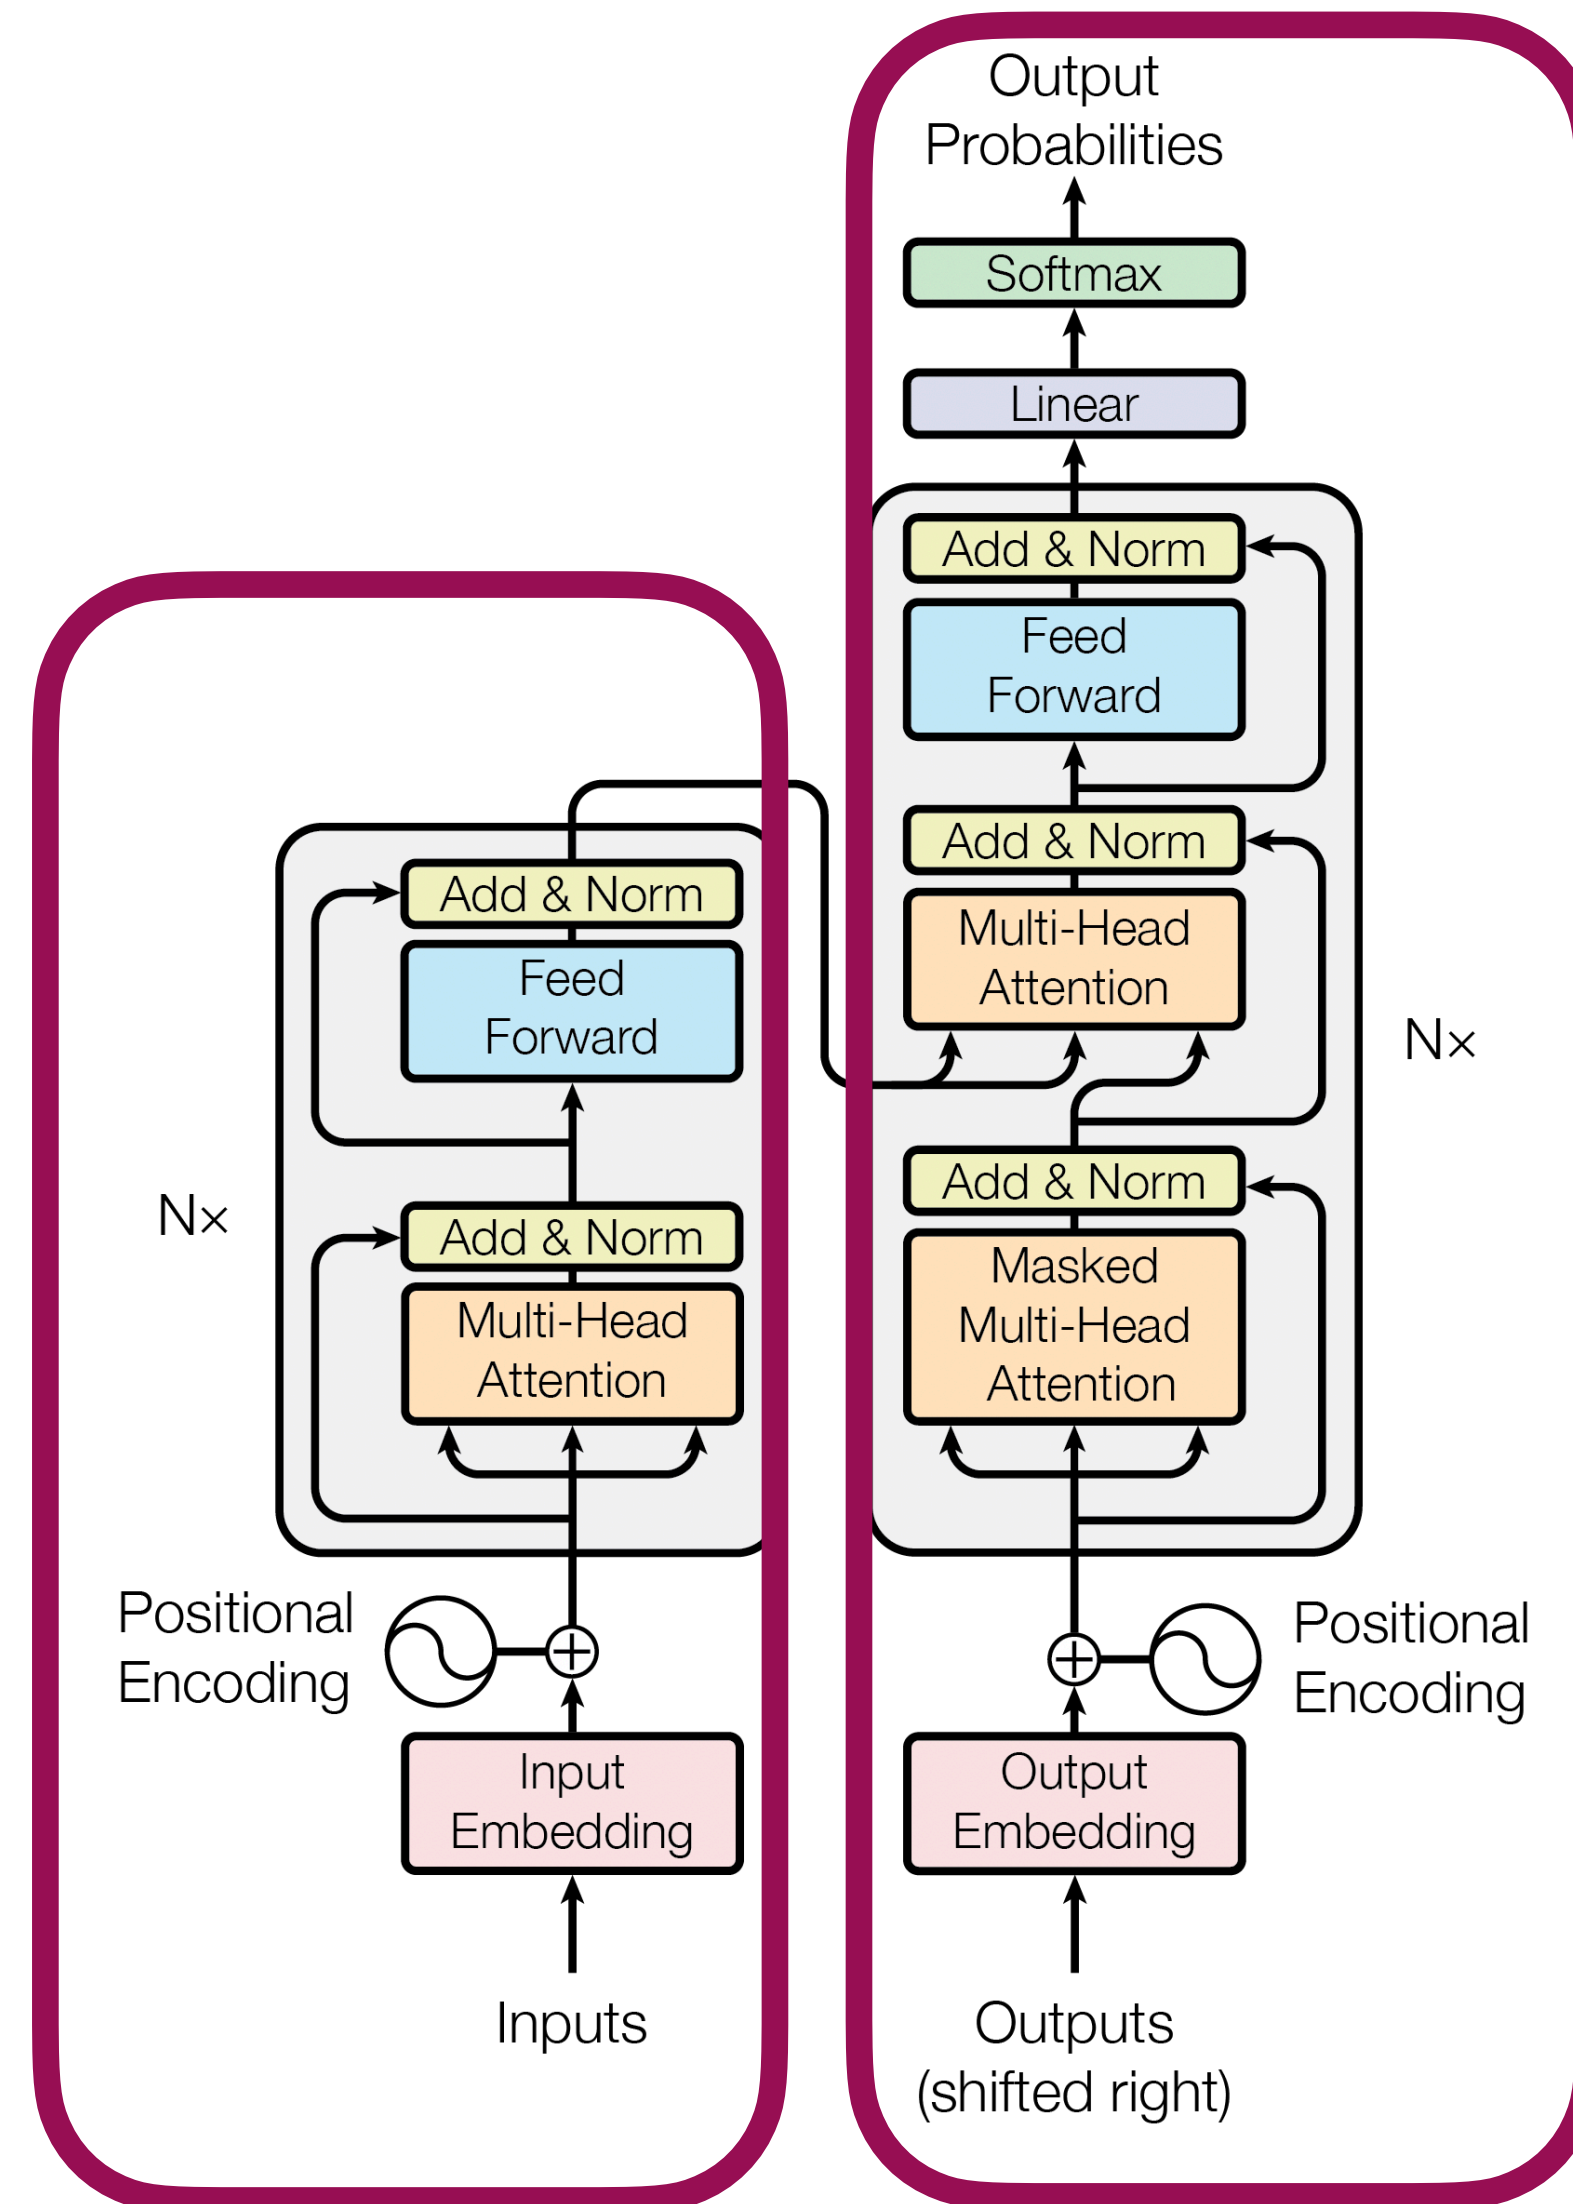 Output
Probabilities
Softmax
Linear
Add & Norm
Feed
Forward
Add & Norm
Multi-Head
Attention
N×
Add & Norm
Masked
Multi-Head
Attention
Positional
Encoding
Output
Embedding
Outputs
(shifted right)
Add & Norm
Feed
Forward
N×
Add & Norm
Multi-Head
Attention
Positional
Encoding
Input
Embedding
Inputs